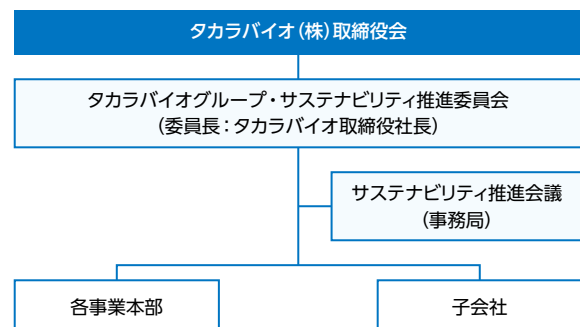 タカラバイオ(株)取締役会
タカラバイオグループ・サステナビリティ推進委員会
(委員長：タカラバイオ取締役社長)
サステナビリティ推進会議
(事務局)
各事業本部
子会社